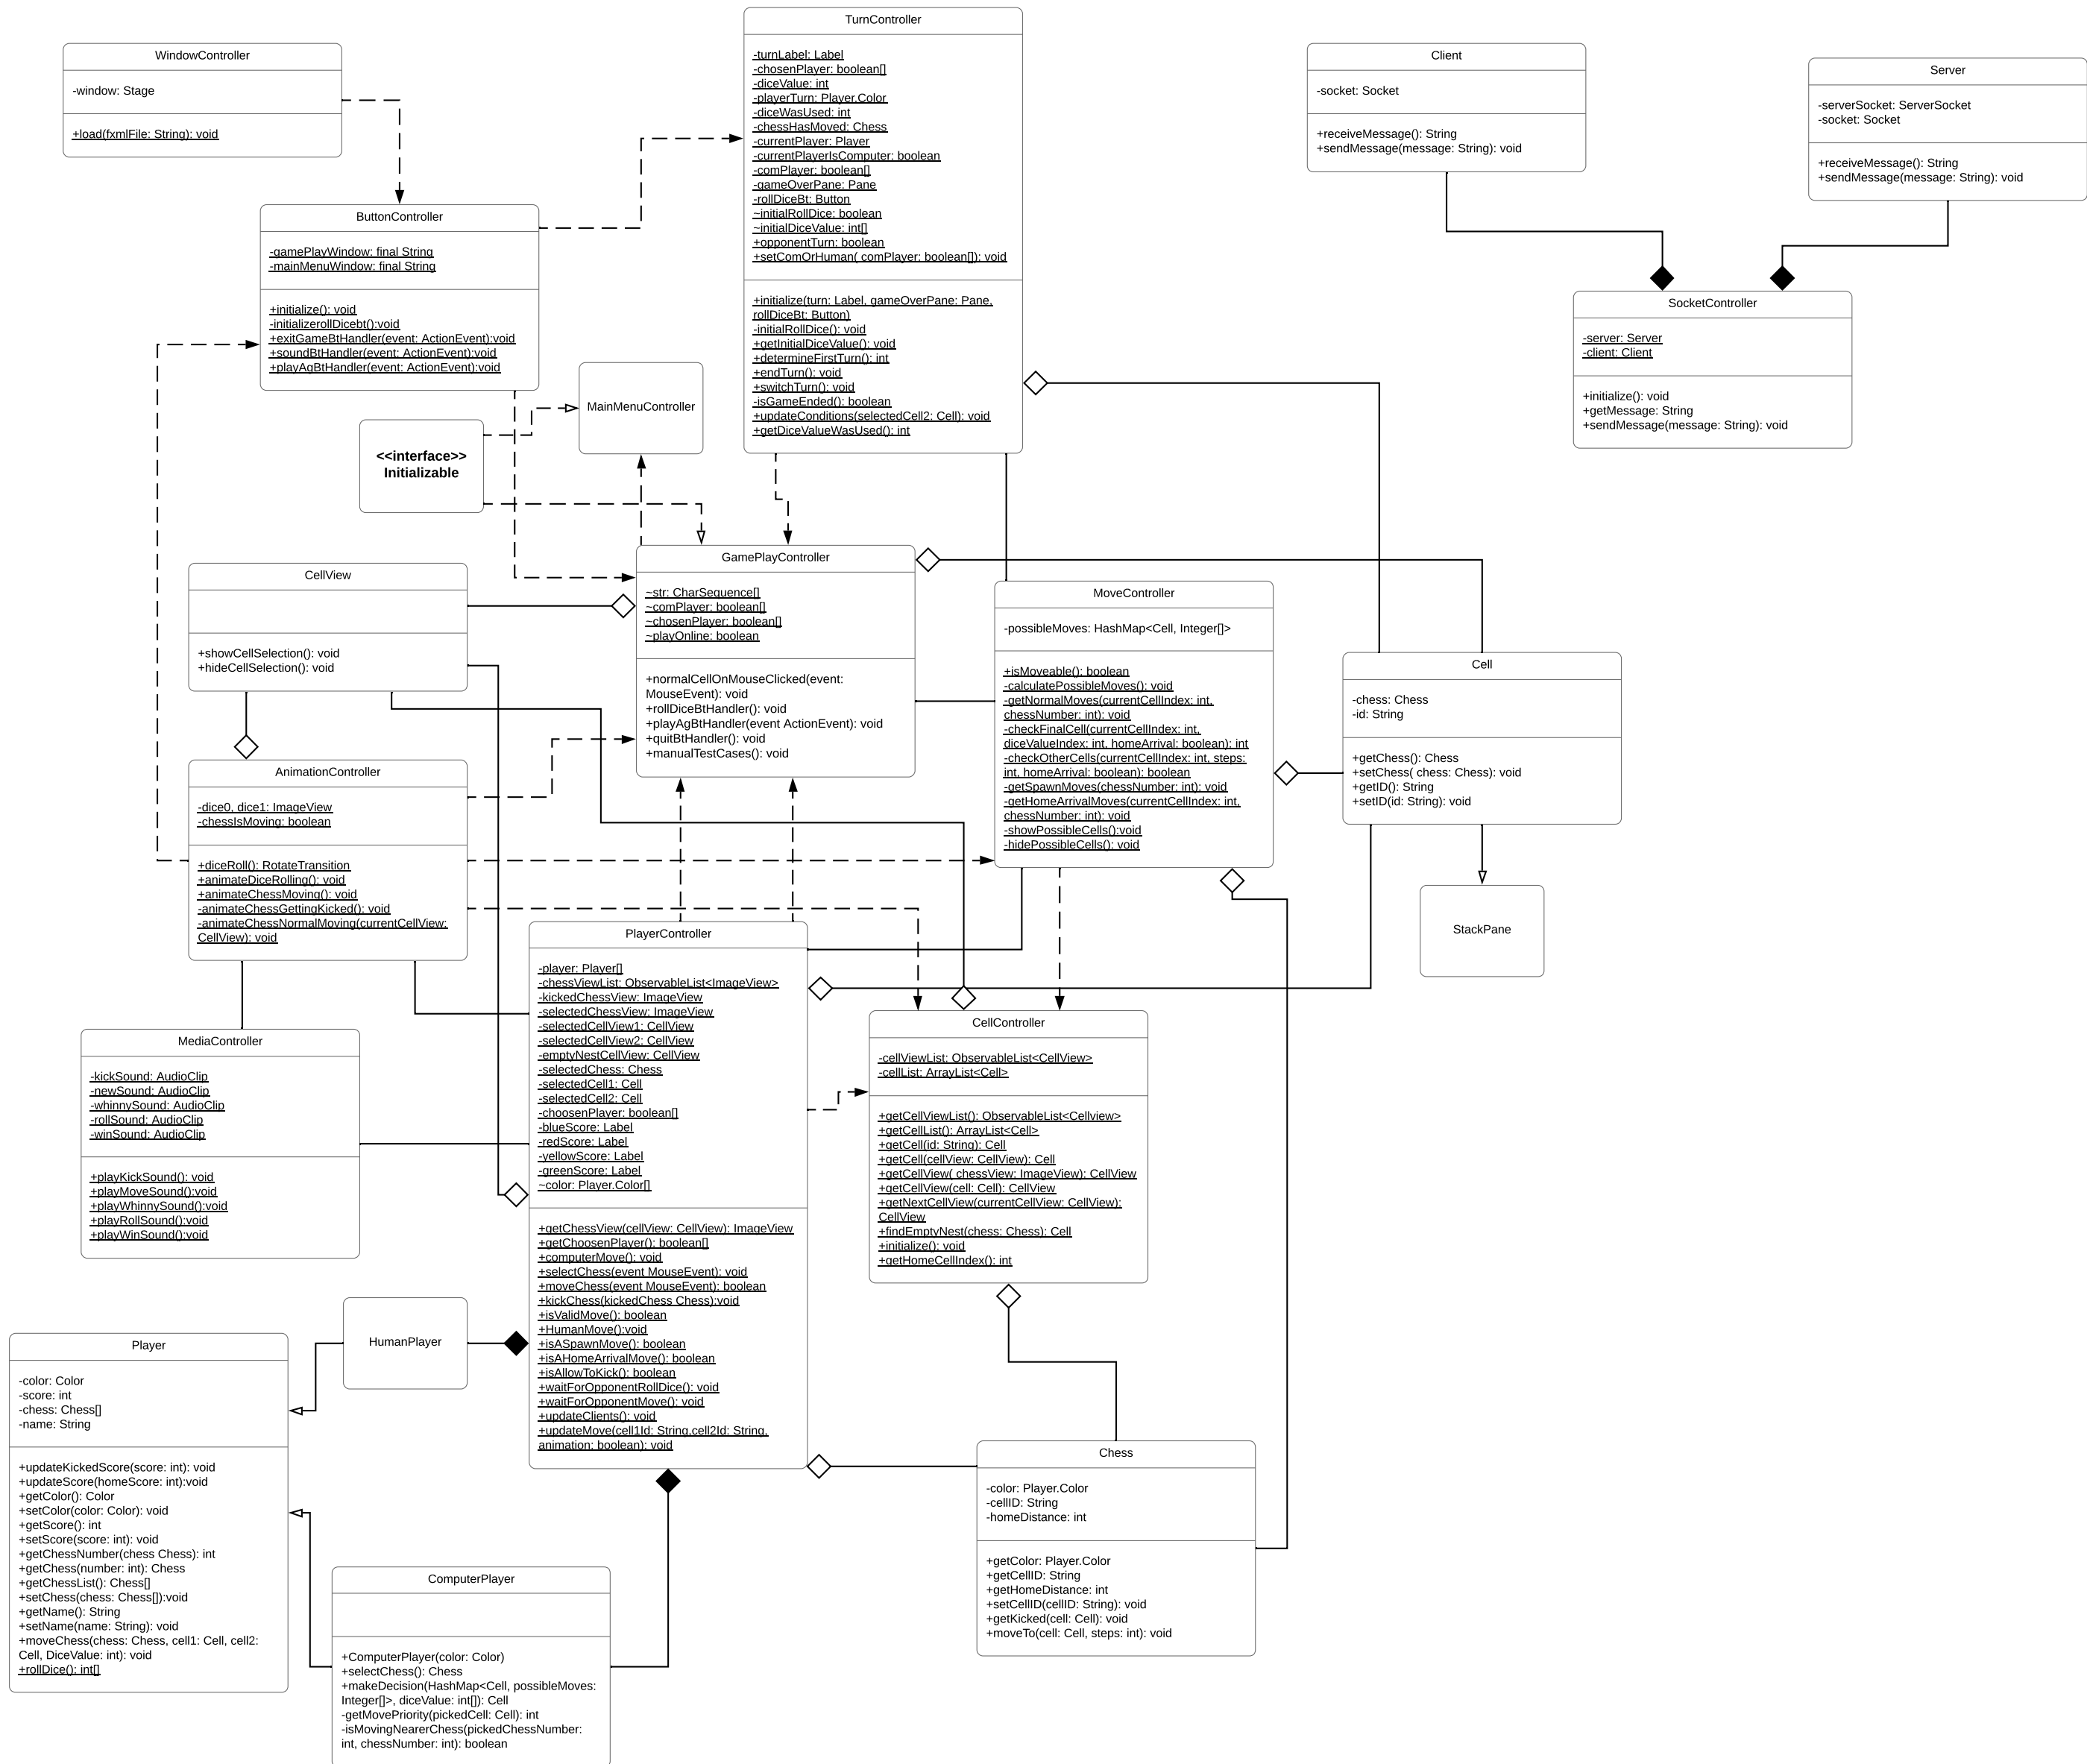 WindowController
-window: Stage
+load(fxmlFile: String): void
TurnController
-turnLabel: Label
-chosenPlayer: boolean[]
-diceValue: int
-playerTurn: Player.Color
-diceWasUsed: int
-chessHasMoved: Chess
-currentPlayer: Player
-currentPlayerIsComputer: boolean
-comPlayer: boolean[]
-gameOverPane: Pane
-rollDiceBt: Button
~initialRollDice: boolean
~initialDiceValue: int[]
+opponentTurn: boolean
+setComOrHuman( comPlayer: boolean[]): void
+initialize(turn: Label, gameOverPane: Pane,
rollDiceBt: Button)
-initialRollDice(): void
+getInitialDiceValue(): void
+determineFirstTurn(): int
+endTurn(): void
+switchTurn(): void
-isGameEnded(): boolean
+updateConditions(selectedCell2: Cell): void
+getDiceValueWasUsed(): int
Client
-socket: Socket
+receiveMessage(): String
+sendMessage(message: String): void
Server
-serverSocket: ServerSocket
-socket: Socket
+receiveMessage(): String
+sendMessage(message: String): void
ButtonController
-gamePlayWindow: final String
-mainMenuWindow: final String
+initialize(): void
-initializerollDicebt():void
+exitGameBtHandler(event: ActionEvent):void
+soundBtHandler(event: ActionEvent):void
+playAgBtHandler(event: ActionEvent):void
SocketController
-server: Server
-client: Client
+initialize(): void
+getMessage: String
+sendMessage(message: String): void
MainMenuController
<<interface>>
Initializable
CellView
+showCellSelection(): void
+hideCellSelection(): void
GamePlayController
~str: CharSequence[]
~comPlayer: boolean[]
~chosenPlayer: boolean[]
~playOnline: boolean
+normalCellOnMouseClicked(event:
MouseEvent): void
+rollDiceBtHandler(): void
+playAgBtHandler(event ActionEvent): void
+quitBtHandler(): void
+manualTestCases(): void
MoveController
-possibleMoves: HashMap<Cell, Integer[]>
+isMoveable(): boolean
-calculatePossibleMoves(): void
-getNormalMoves(currentCellIndex: int,
chessNumber: int): void
-checkFinalCell(currentCellIndex: int,
diceValueIndex: int, homeArrival: boolean): int
-checkOtherCells(currentCellIndex: int, steps:
int, homeArrival: boolean): boolean
-getSpawnMoves(chessNumber: int): void
-getHomeArrivalMoves(currentCellIndex: int,
chessNumber: int): void
-showPossibleCells():void
-hidePossibleCells(): void
Cell
-chess: Chess
-id: String
+getChess(): Chess
+setChess( chess: Chess): void
+getID(): String
+setID(id: String): void
StackPane
AnimationController
-dice0, dice1: ImageView
-chessIsMoving: boolean
+diceRoll(): RotateTransition
+animateDiceRolling(): void
+animateChessMoving(): void
-animateChessGettingKicked(): void
-animateChessNormalMoving(currentCellView:
CellView): void
PlayerController
-player: Player[]
-chessViewList: ObservableList<ImageView>
-kickedChessView: ImageView
-selectedChessView: ImageView
-selectedCellView1: CellView
-selectedCellView2: CellView
-emptyNestCellView: CellView
-selectedChess: Chess
-selectedCell1: Cell
-selectedCell2: Cell
-choosenPlayer: boolean[]
-blueScore: Label
-redScore: Label
-yellowScore: Label
-greenScore: Label
~color: Player.Color[]
+getChessView(cellView: CellView): ImageView
+getChoosenPlayer(): boolean[]
+computerMove(): void
+selectChess(event MouseEvent): void
+moveChess(event MouseEvent): boolean
+kickChess(kickedChess Chess):void
+isValidMove(): boolean
+HumanMove():void
+isASpawnMove(): boolean
+isAHomeArrivalMove(): boolean
+isAllowToKick(): boolean
+waitForOpponentRollDice(): void
+waitForOpponentMove(): void
+updateClients(): void
+updateMove(cell1Id: String,cell2Id: String,
animation: boolean): void
CellController
-cellViewList: ObservableList<CellView>
-cellList: ArrayList<Cell>
+getCellViewList(): ObservableList<Cellview>
+getCellList(): ArrayList<Cell>
+getCell(id: String): Cell
+getCell(cellView: CellView): Cell
+getCellView( chessView: ImageView): CellView
+getCellView(cell: Cell): CellView
+getNextCellView(currentCellView: CellView):
CellView
+findEmptyNest(chess: Chess): Cell
+initialize(): void
+getHomeCellIndex(): int
MediaController
-kickSound: AudioClip
-newSound: AudioClip
-whinnySound: AudioClip
-rollSound: AudioClip
-winSound: AudioClip
+playKickSound(): void
+playMoveSound():void
+playWhinnySound():void
+playRollSound():void
+playWinSound():void
HumanPlayer
Player
-color: Color
-score: int
-chess: Chess[]
-name: String
+updateKickedScore(score: int): void
+updateScore(homeScore: int):void
+getColor(): Color
+setColor(color: Color): void
+getScore(): int
+setScore(score: int): void
+getChessNumber(chess Chess): int
+getChess(number: int): Chess
+getChessList(): Chess[]
+setChess(chess: Chess[]):void
+getName(): String
+setName(name: String): void
+moveChess(chess: Chess, cell1: Cell, cell2:
Cell, DiceValue: int): void
+rollDice(): int[]
ComputerPlayer
+ComputerPlayer(color: Color)
+selectChess(): Chess
+makeDecision(HashMap<Cell, possibleMoves:
Integer[]>, diceValue: int[]): Cell
-getMovePriority(pickedCell: Cell): int
-isMovingNearerChess(pickedChessNumber:
int, chessNumber: int): boolean
Chess
-color: Player.Color
-cellID: String
-homeDistance: int
+getColor: Player.Color
+getCellID: String
+getHomeDistance: int
+setCellID(cellID: String): void
+getKicked(cell: Cell): void
+moveTo(cell: Cell, steps: int): void